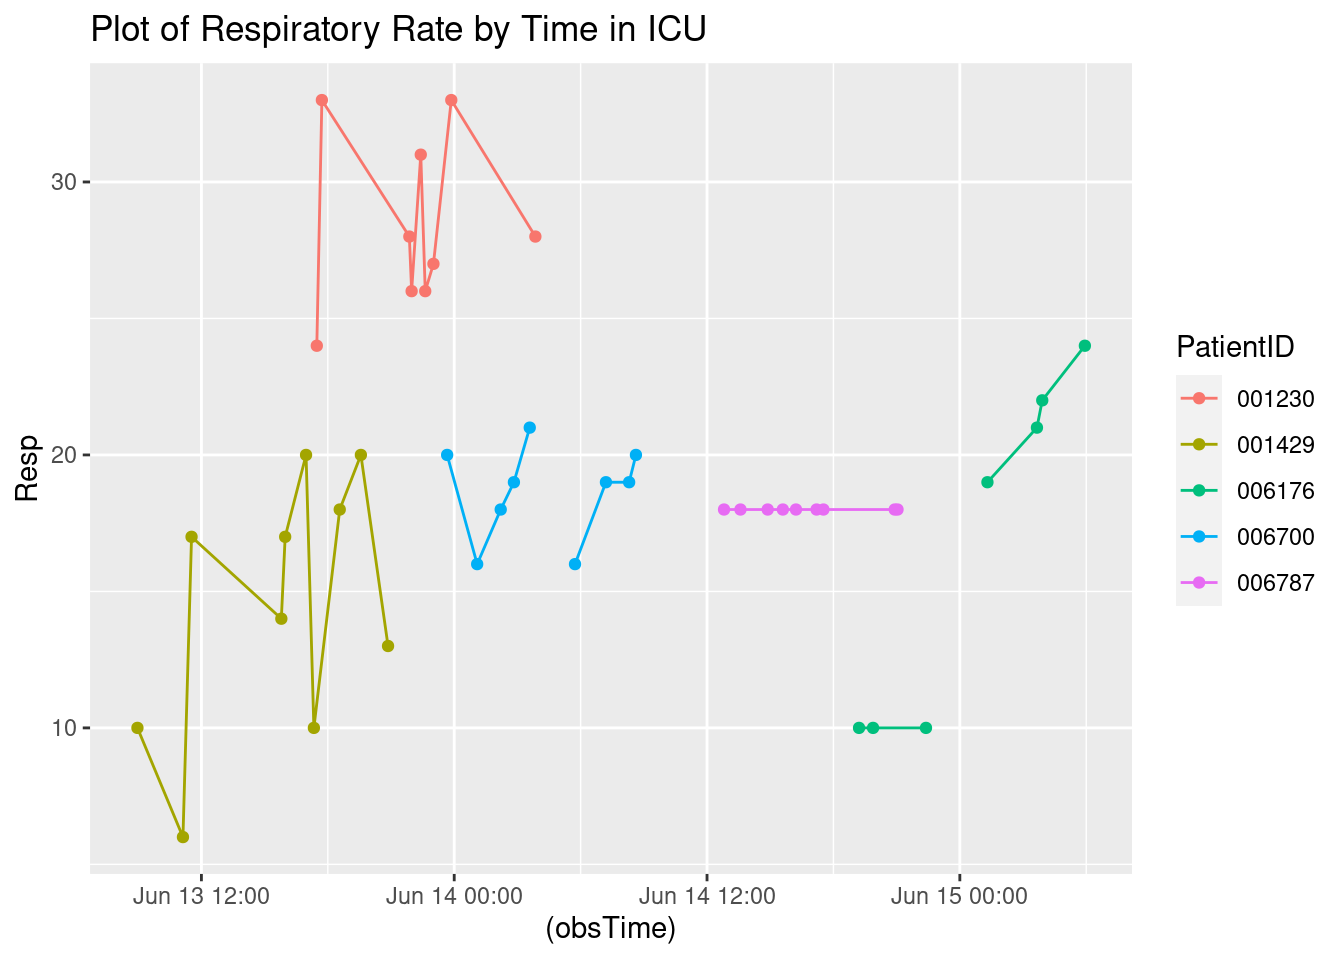 Plot of Respiratory Rate by Time in ICU
30
20
10
Resp
Jun 13 12:00
Jun 14 00:00
Jun 14 12:00
Jun 15 00:00
(obsTime)
PatientID
001230
001429
006176
006700
006787